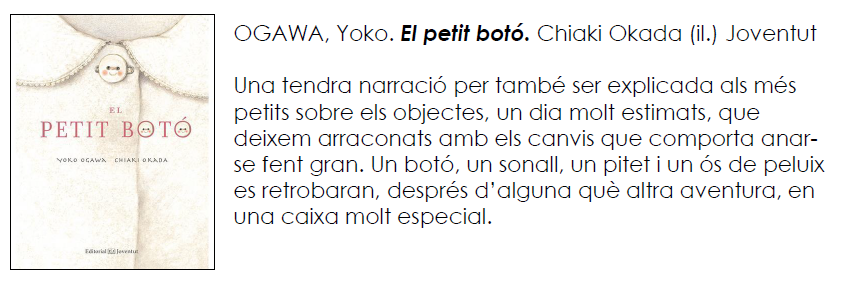 EL
PETIT BOTÓ
YOKO OGAWA CHIAKI OKADA
Editorial EJ Joventut
OGAWA, Yoko. El petit botó. Chiaki Okada (il.) Joventut
Una tendra narració per també ser explicada als més
petits sobre els objectes, un dia molt estimats, que
deixem arraconats amb els canvis que comporta anar-
se fent gran. Un botó, un sonall, un pitet i un ós de peluix
es retrobaran, després d’alguna què altra aventura, en
una caixa molt especial.